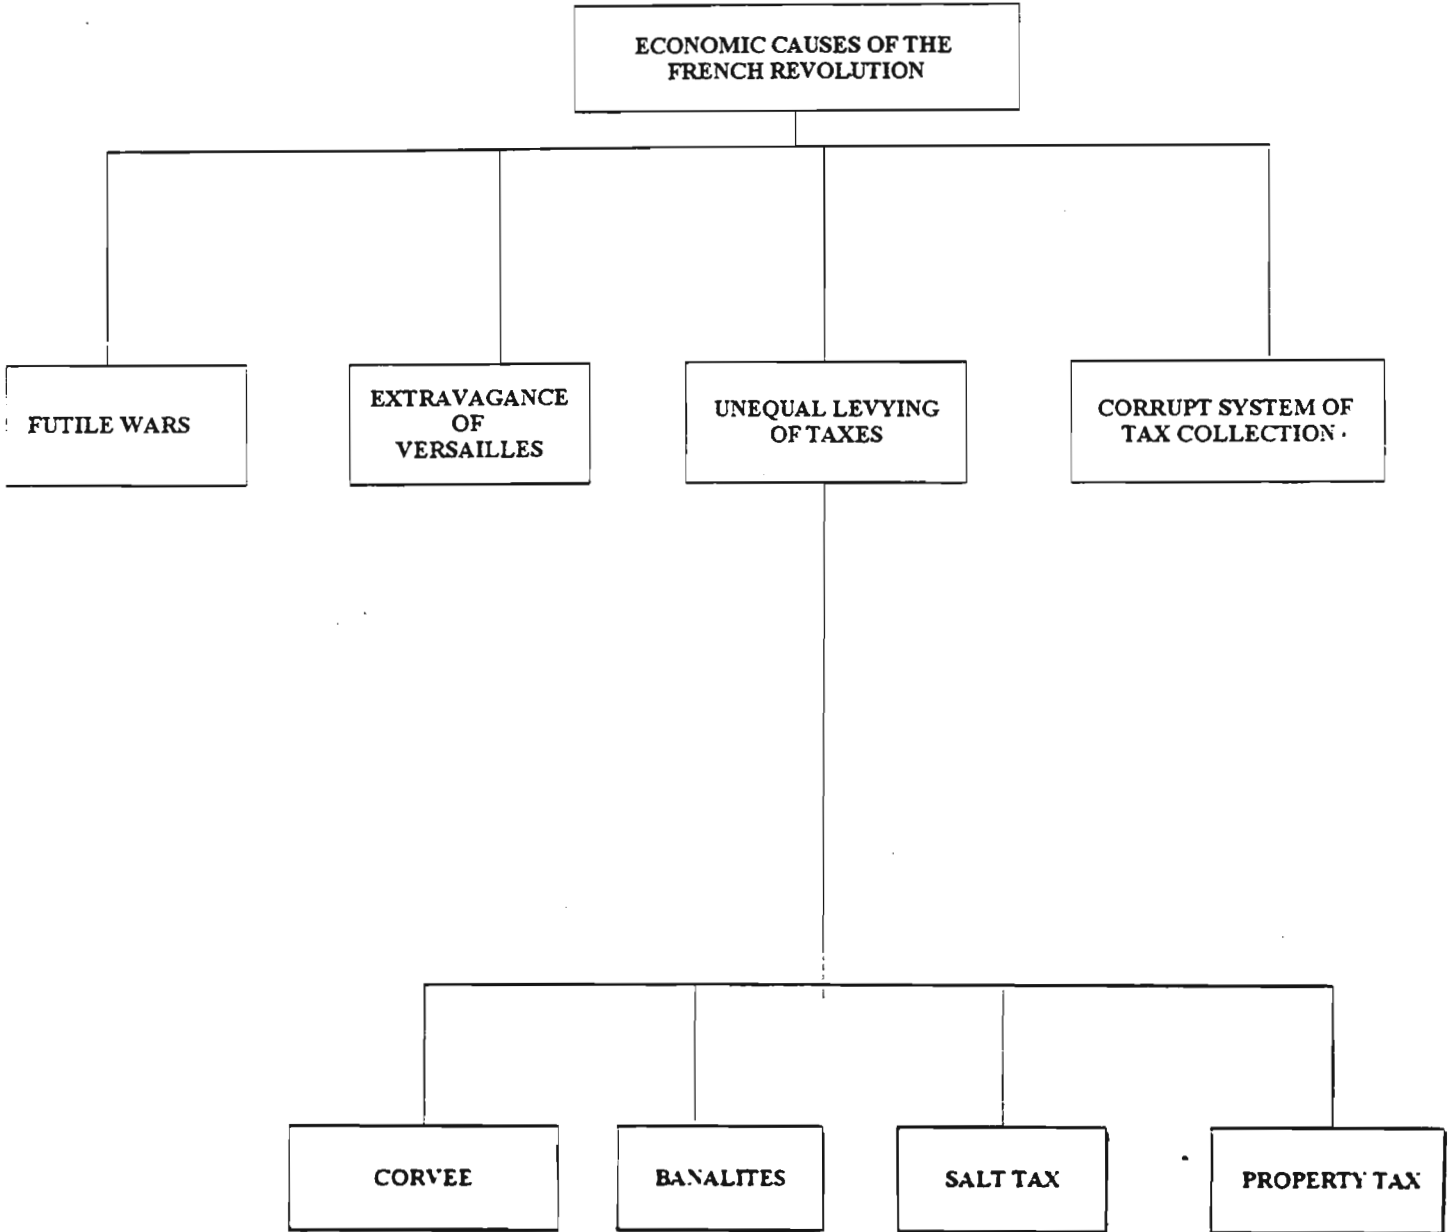 ECONOMIC CAUSES OF THE
FRENCH REVOLUTION
FUTILE WARS
EXTRAVAGANCE
OF
VERSAILLES
UNEQUAL LEVYING
OF TAXES
CORRUPT SYSTEM OF
TAX COLLECTION
CORVEE
BANALITES
SALT TAX
PROPERTY TAX